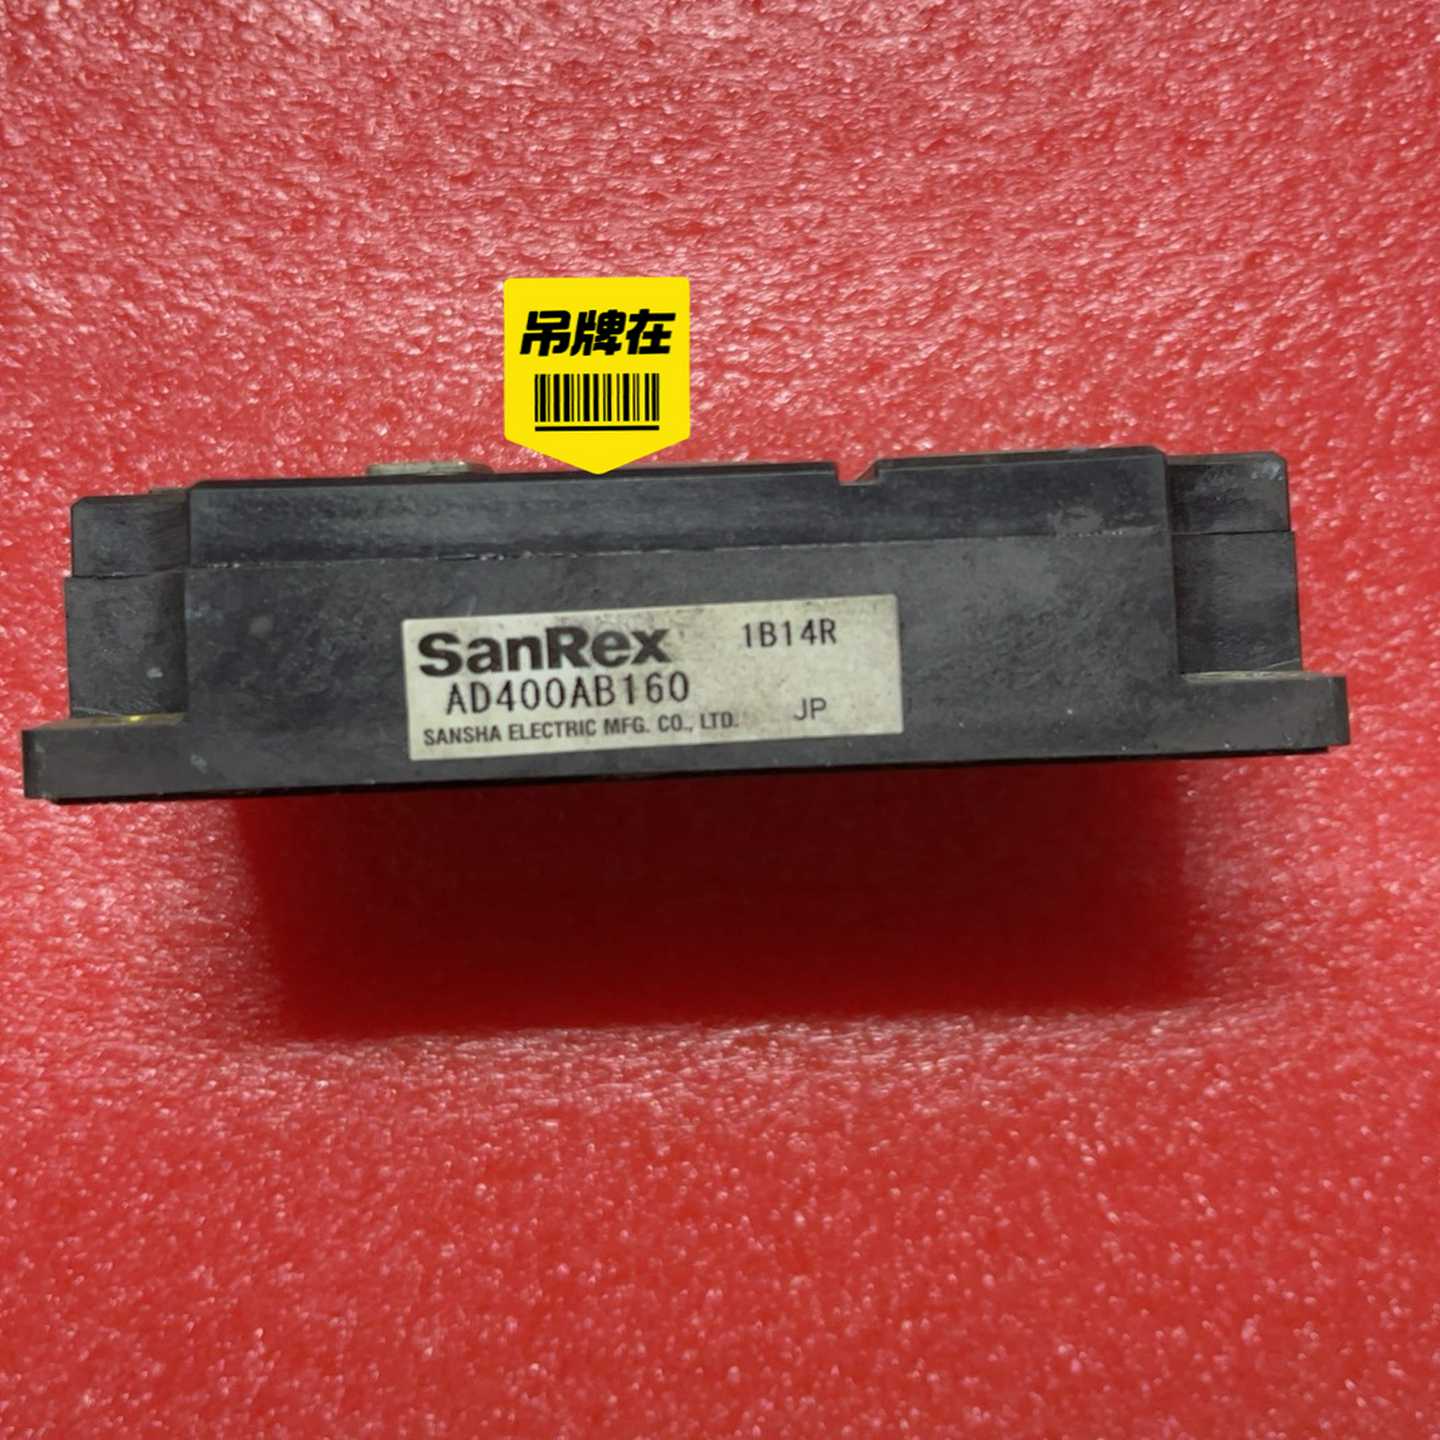 吊牌在
SanRex 1B14R
AD400AB160
SANSHA ELECTRIC MFG. CO., LTD. JP